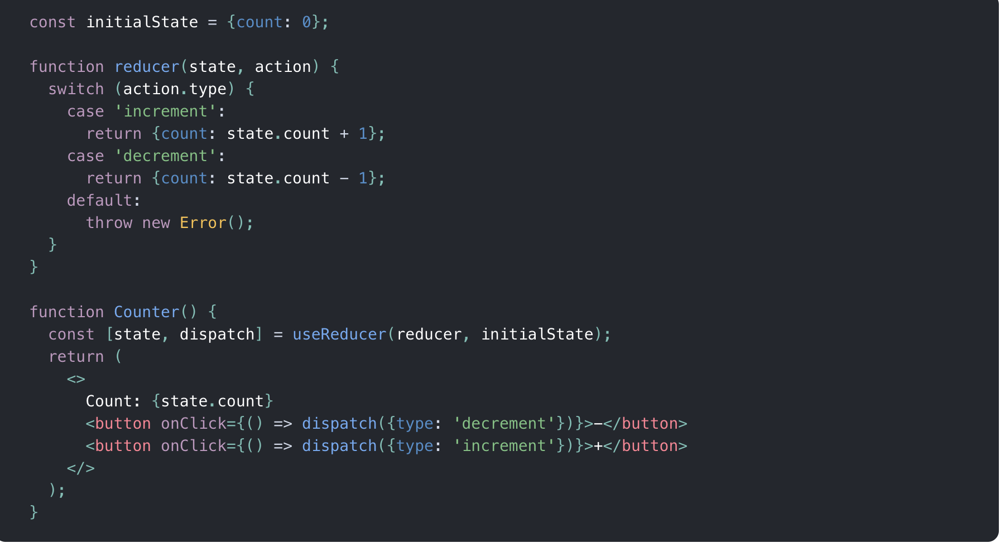 const initialState = {count: 0};

function reducer(state, action) {
  switch (action.type) {
    case 'increment':
      return {count: state.count + 1};
    case 'decrement':
      return {count: state.count - 1};
    default:
      throw new Error();
  }
}

function Counter() {
  const [state, dispatch] = useReducer(reducer, initialState);
  return (
    <>
      Count: {state.count}
      <button onClick={() => dispatch({type: 'decrement'})}>-</button>
      <button onClick={() => dispatch({type: 'increment'})}>+</button>
    </>
  );
}